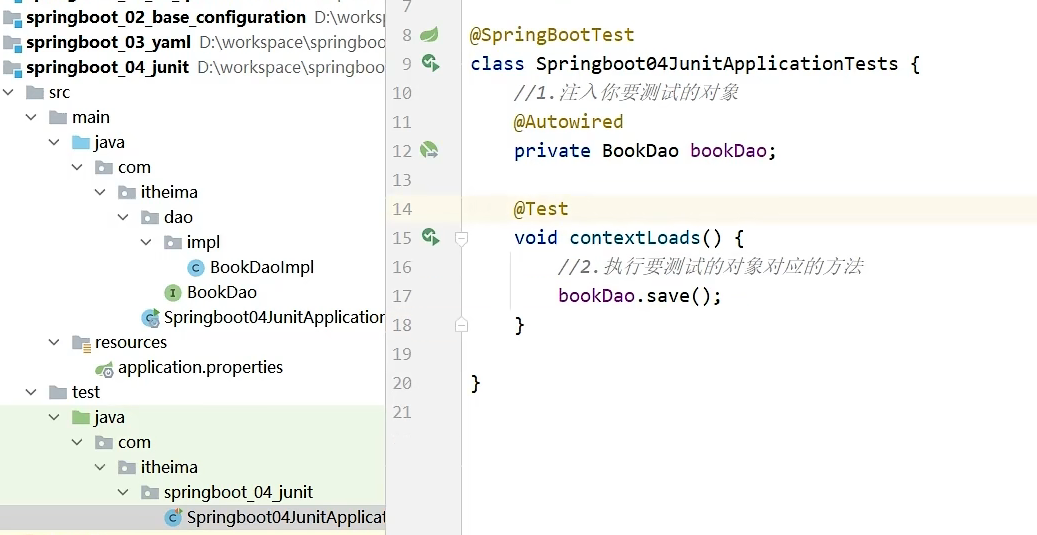 springboot_02_base_configuration D:\works
springboot_03_yaml D:\workspace\springboo
springboot_04_junit D:\workspace\springboo
src
main
java
com
itheima
dao
impl
BookDaoImpl
BookDao
Springboot04JunitApplication
resources
application.properties
test
java
com
itheima
springboot_04_junit
Springboot04JunitApplicat
7
8 @SpringBootTest
9 class Springboot04JunitApplicationTests {
10 //1.注入你要测试的对象
11 @Autowired
12 private BookDao bookDao;
13
14 @Test
15 void contextLoads() {
16 //2.执行要测试的对象对应的方法
17 bookDao.save();
18 }
19
20 }
21